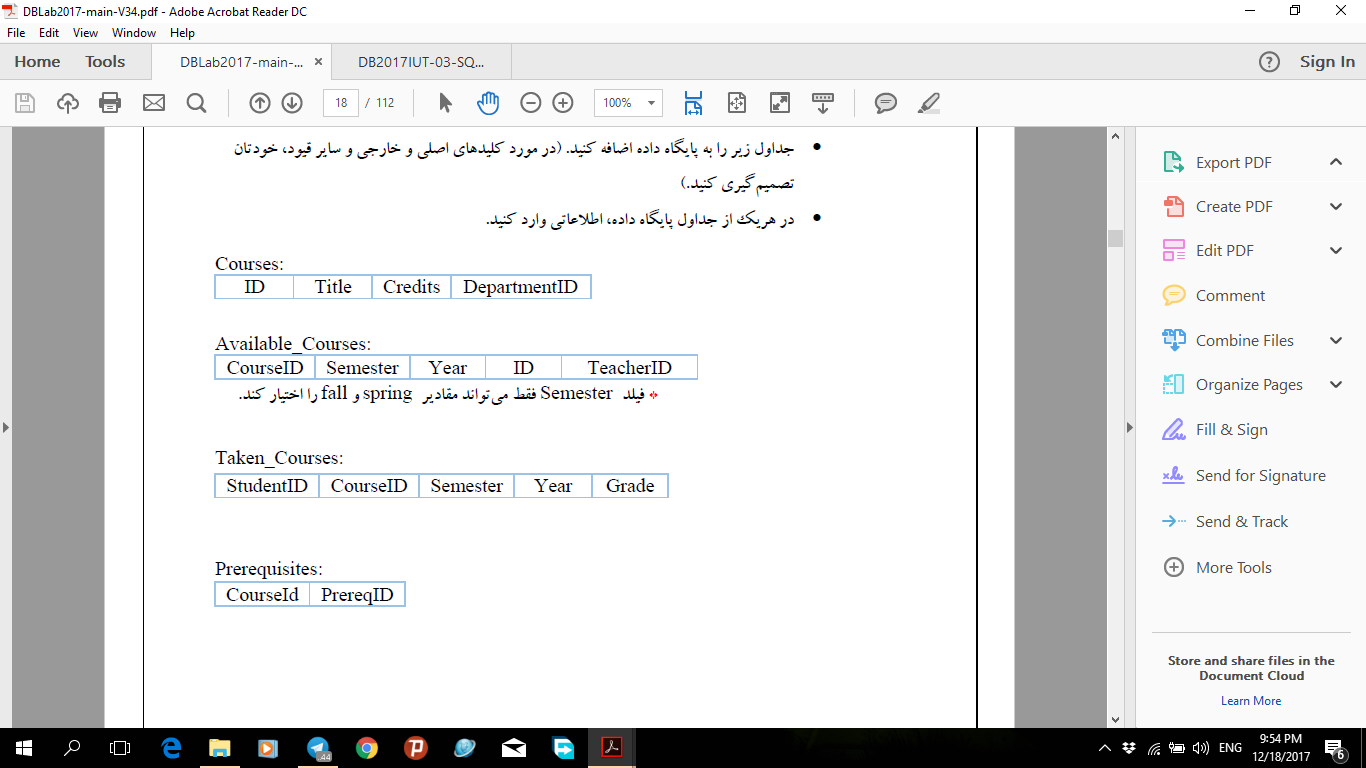 DBLab2017-main-V34.pdf - Adobe Acrobat Reader DC
File Edit View Window Help
Home Tools DBLab2017-main-... × DB2017IUT-03-SQ... Sign In
18 / 112 100%
جداول زیر را به پایگاه داده اضافه کنید. (در مورد کلیدهای اصلی و خارجی و سایر قیود، خودتان
تصمیم‌گیری کنید.)
در هریک از جداول پایگاه داده، اطلاعاتی وارد کنید.
Courses:
ID Title Credits DepartmentID
Available_Courses:
CourseID Semester Year ID TeacherID
فیلد Semester فقط می‌تواند مقادیر spring و fall را اختیار کند.
Taken_Courses:
StudentID CourseID Semester Year Grade
Prerequisites:
CourseId PrereqID
Export PDF
Create PDF
Edit PDF
Comment
Combine Files
Organize Pages
Fill & Sign
Send for Signature
Send & Track
More Tools
Store and share files in the
Document Cloud
Learn More
44
ENG
9:54 PM
12/18/2017
6